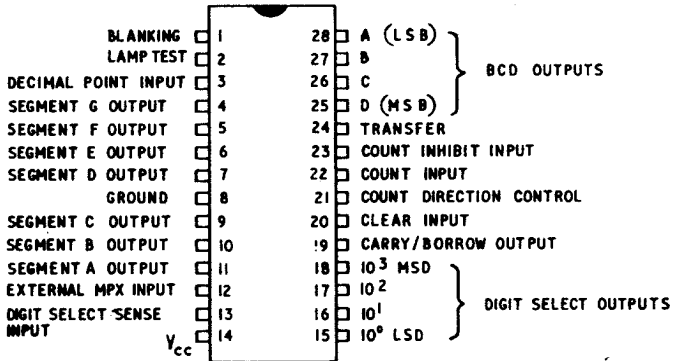 BLANKING 1
LAMP TEST 2
DECIMAL POINT INPUT 3
SEGMENT G OUTPUT 4
SEGMENT F OUTPUT 5
SEGMENT E OUTPUT 6
SEGMENT D OUTPUT 7
GROUND 8
SEGMENT C OUTPUT 9
SEGMENT B OUTPUT 10
SEGMENT A OUTPUT 11
EXTERNAL MPX INPUT 12
DIGIT SELECT SENSE INPUT 13
Vcc 14
28 A (LSB)
27 B
26 C
25 D (MSB)
BCD OUTPUTS
24 TRANSFER
23 COUNT INHIBIT INPUT
22 COUNT INPUT
21 COUNT DIRECTION CONTROL
20 CLEAR INPUT
19 CARRY/BORROW OUTPUT
18 10³ MSD
17 10²
16 10¹
15 10⁰ LSD
DIGIT SELECT OUTPUTS